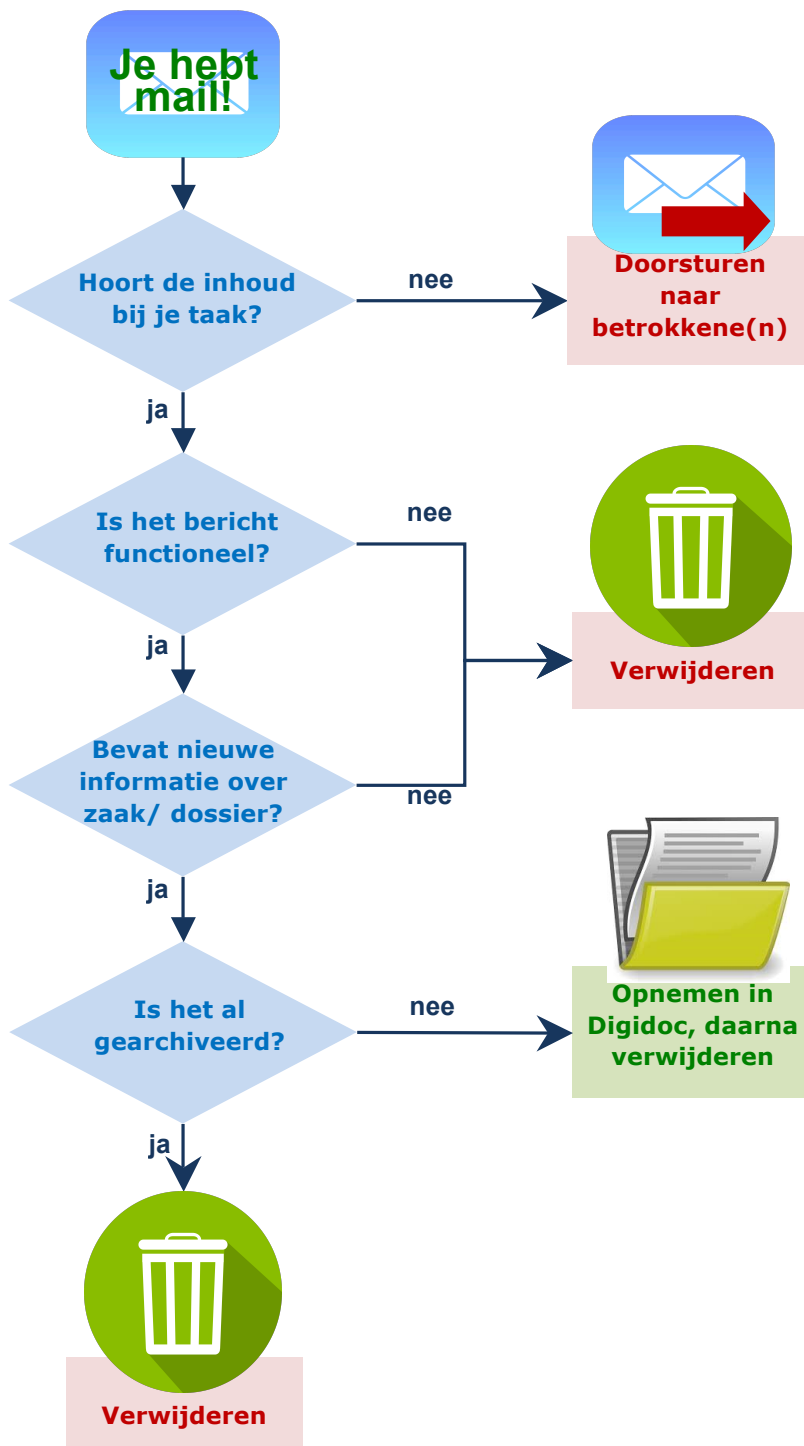 Je hebt
mail!
Hoort de inhoud
bij je taak?
nee
Doorsturen
naar
betrokkene(n)
ja
Is het bericht
functioneel?
nee
Verwijderen
ja
Bevat nieuwe
informatie over
zaak/ dossier?
nee
ja
Is het al
gearchiveerd?
nee
Opnemen in
Digidoc, daarna
verwijderen
ja
Verwijderen